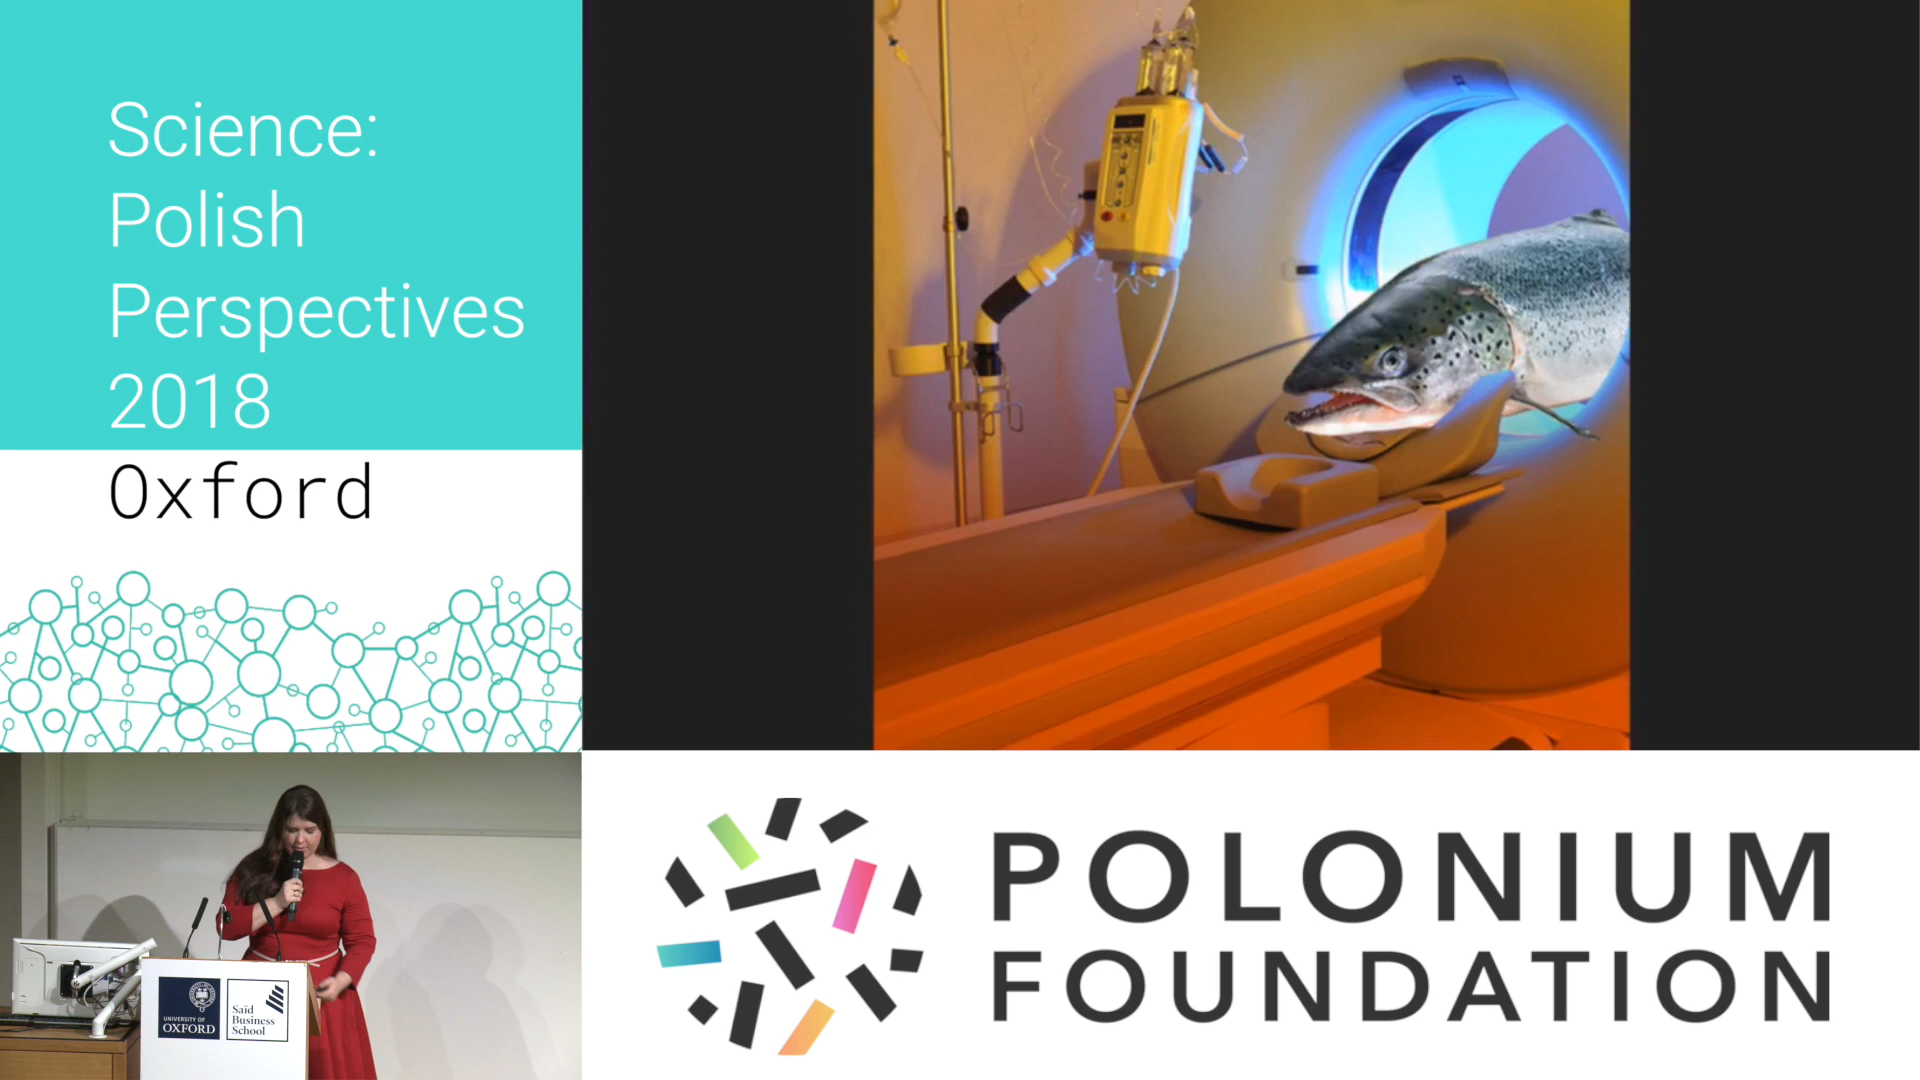 Science:
Polish
Perspectives
2018
Oxford
UNIVERSITY OF
OXFORD
Saïd
Business
School
POLONIUM
FOUNDATION